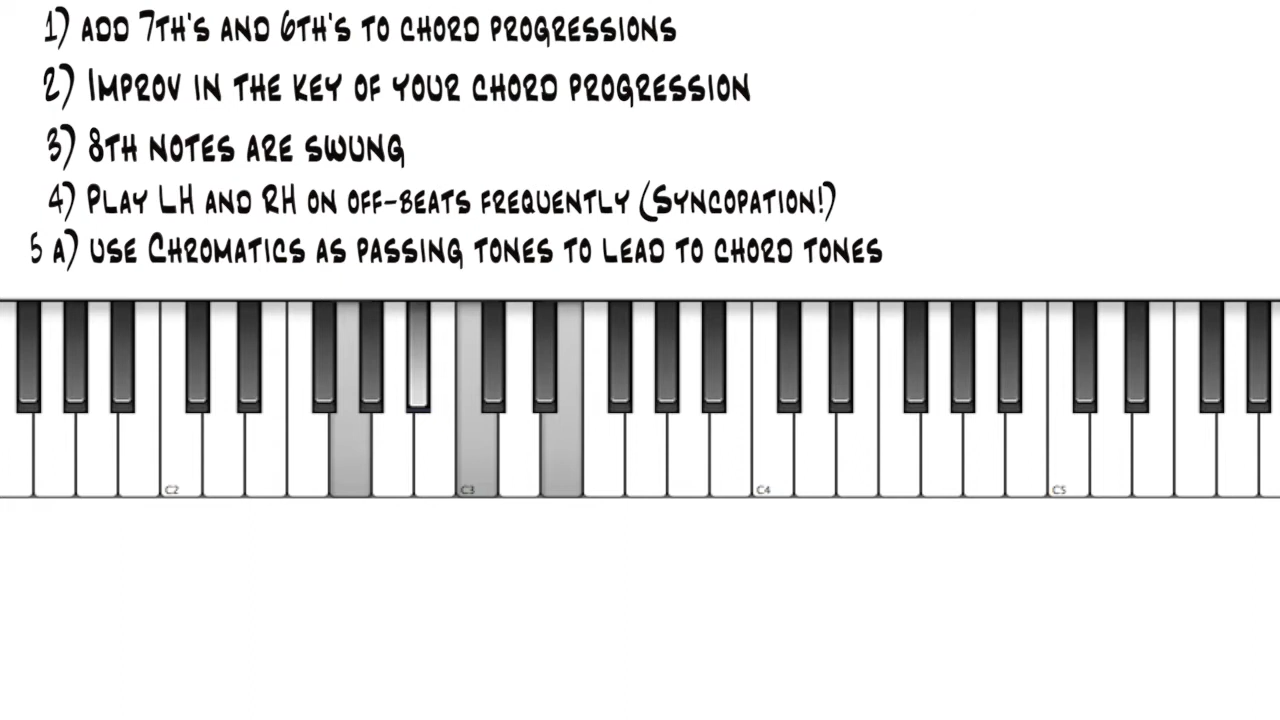 1) ADD 7TH'S AND 6TH'S TO CHORD PROGRESSIONS
2) IMPROV IN THE KEY OF YOUR CHORD PROGRESSION
3) 8TH NOTES ARE SWUNG
4) PLAY LH AND RH ON OFF-BEATS FREQUENTLY (SYNCOPATION!)
5 A) USE CHROMATICS AS PASSING TONES TO LEAD TO CHORD TONES
C2 C3 C4 C5